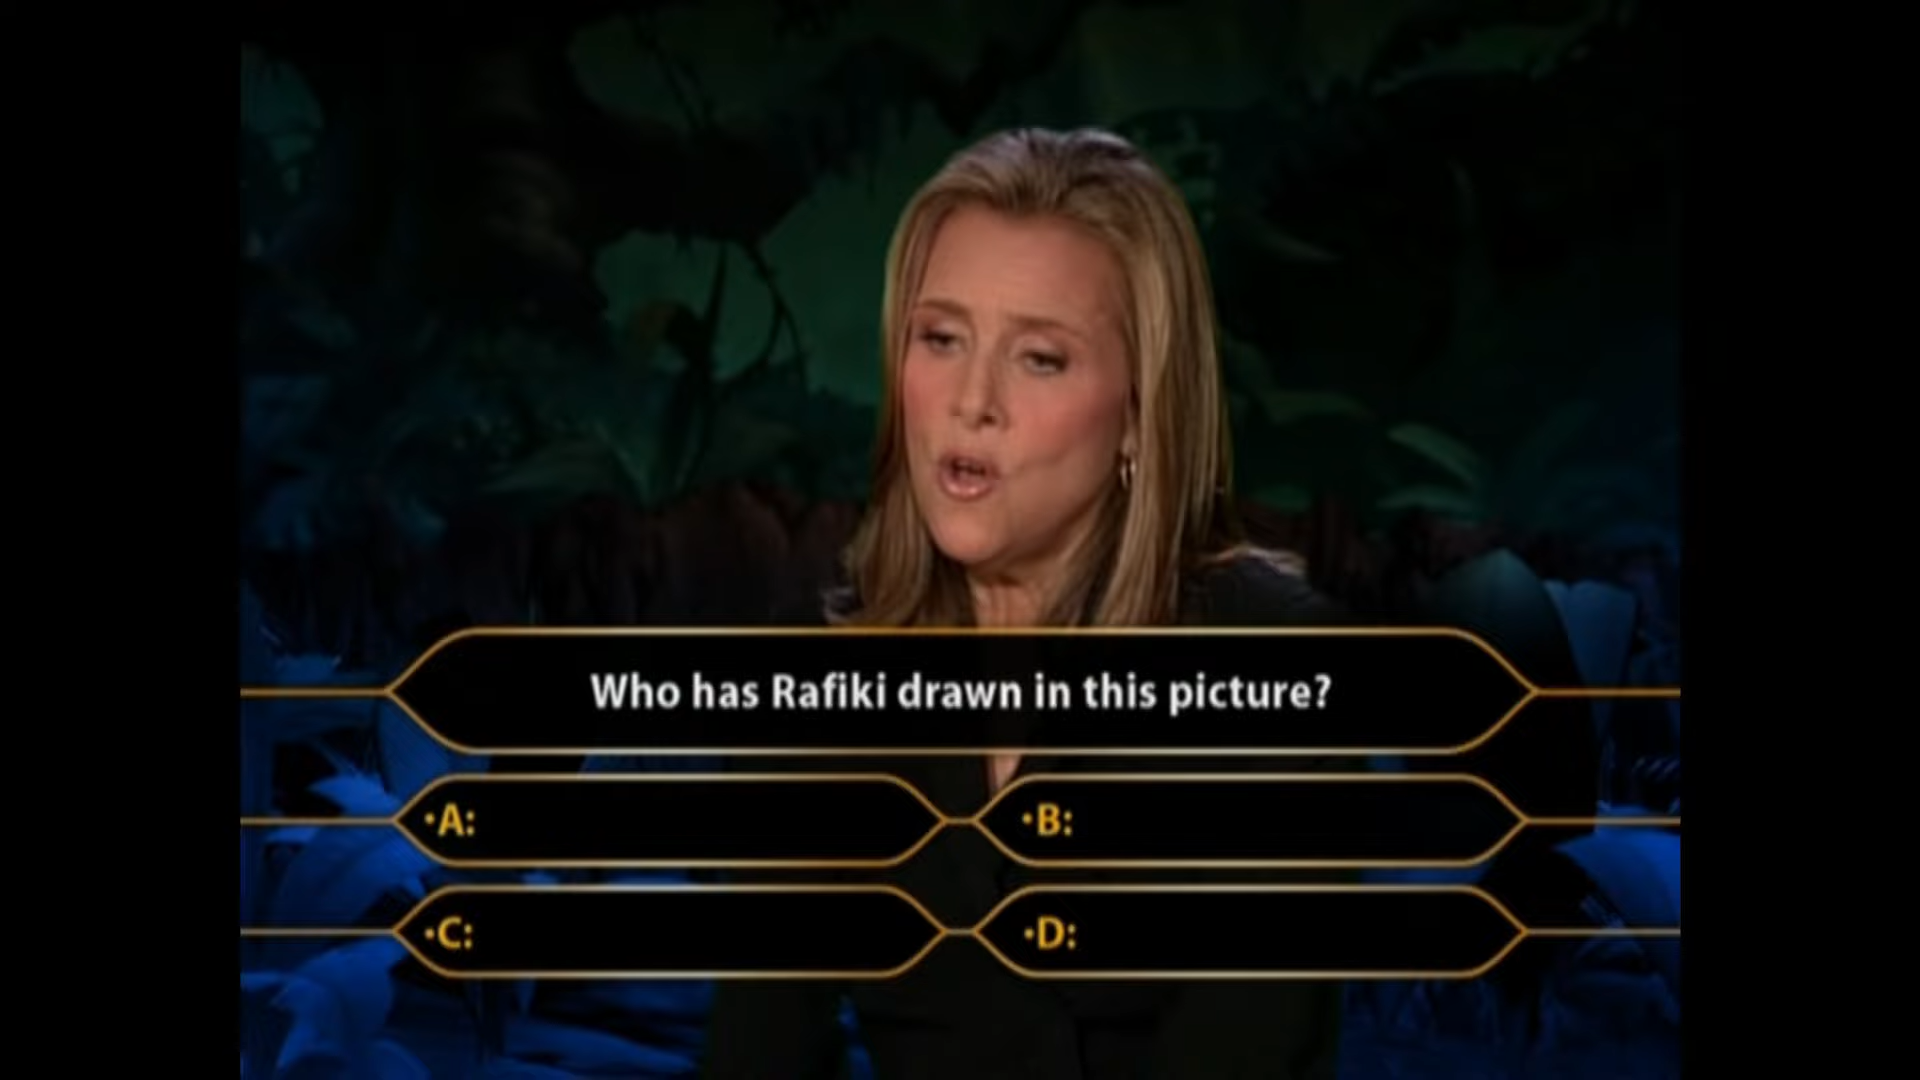 Who has Rafiki drawn in this picture?
•A:
•B:
•C:
•D: